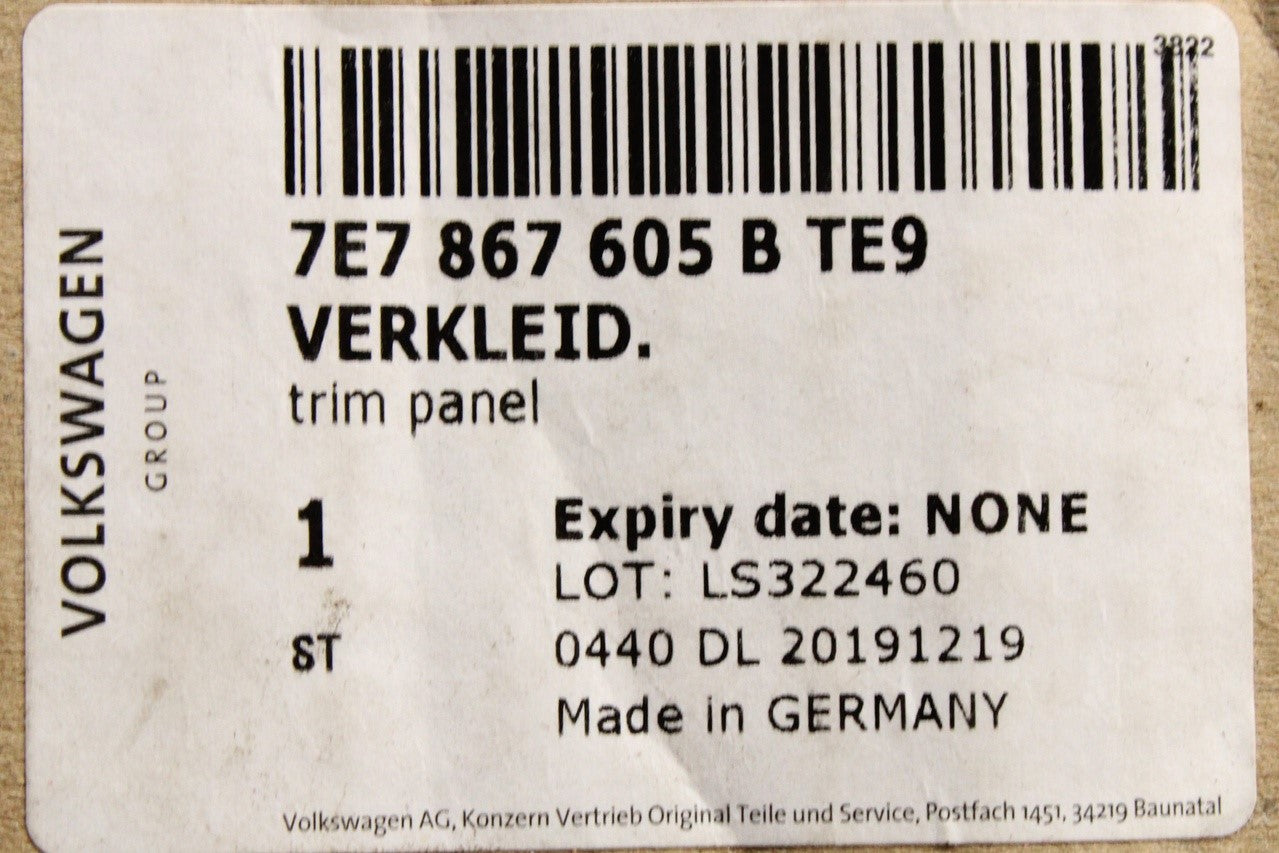 3822
7E7 867 605 B TE9
VERKLEID.
trim panel
VOLKSWAGEN
GROUP
1
ST
Expiry date: NONE
LOT: LS322460
0440 DL 20191219
Made in GERMANY
Volkswagen AG, Konzern Vertrieb Original Teile und Service, Postfach 1451, 34219 Baunatal